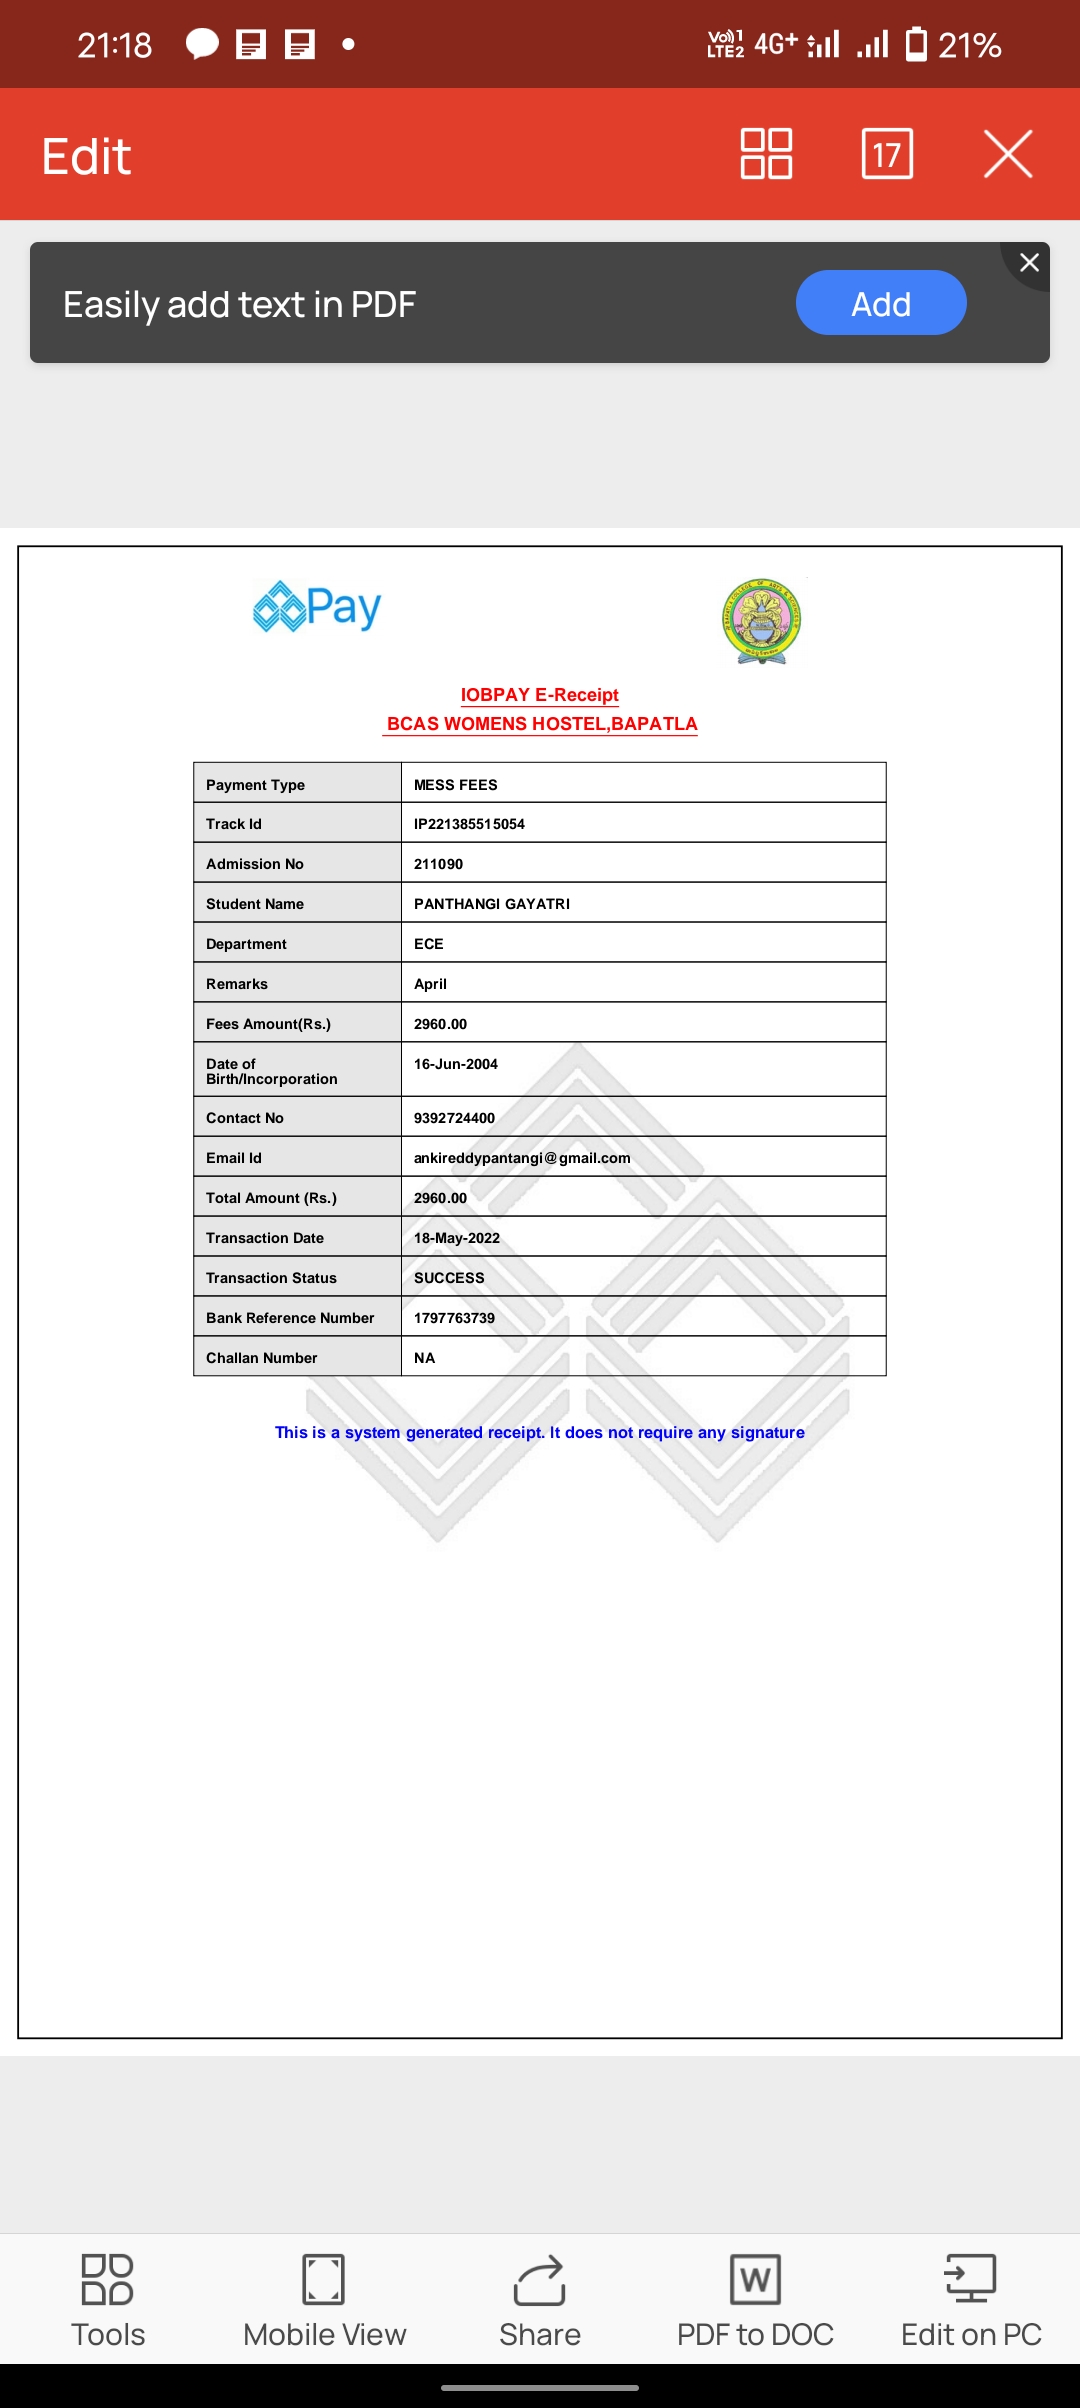 21:18 Vo)) 1 LTE2 4G+ 21%
Edit 17
Easily add text in PDF Add
Pay
IOBPAY E-Receipt
BCAS WOMENS HOSTEL,BAPATLA
Payment Type MESS FEES
Track Id IP221385515054
Admission No 211090
Student Name PANTHANGI GAYATRI
Department ECE
Remarks April
Fees Amount(Rs.) 2960.00
Date of 16-Jun-2004
Birth/Incorporation
Contact No 9392724400
Email Id ankireddypantangi@gmail.com
Total Amount (Rs.) 2960.00
Transaction Date 18-May-2022
Transaction Status SUCCESS
Bank Reference Number 1797763739
Challan Number NA
This is a system generated receipt. It does not require any signature
W
Tools Mobile View Share PDF to DOC Edit on PC